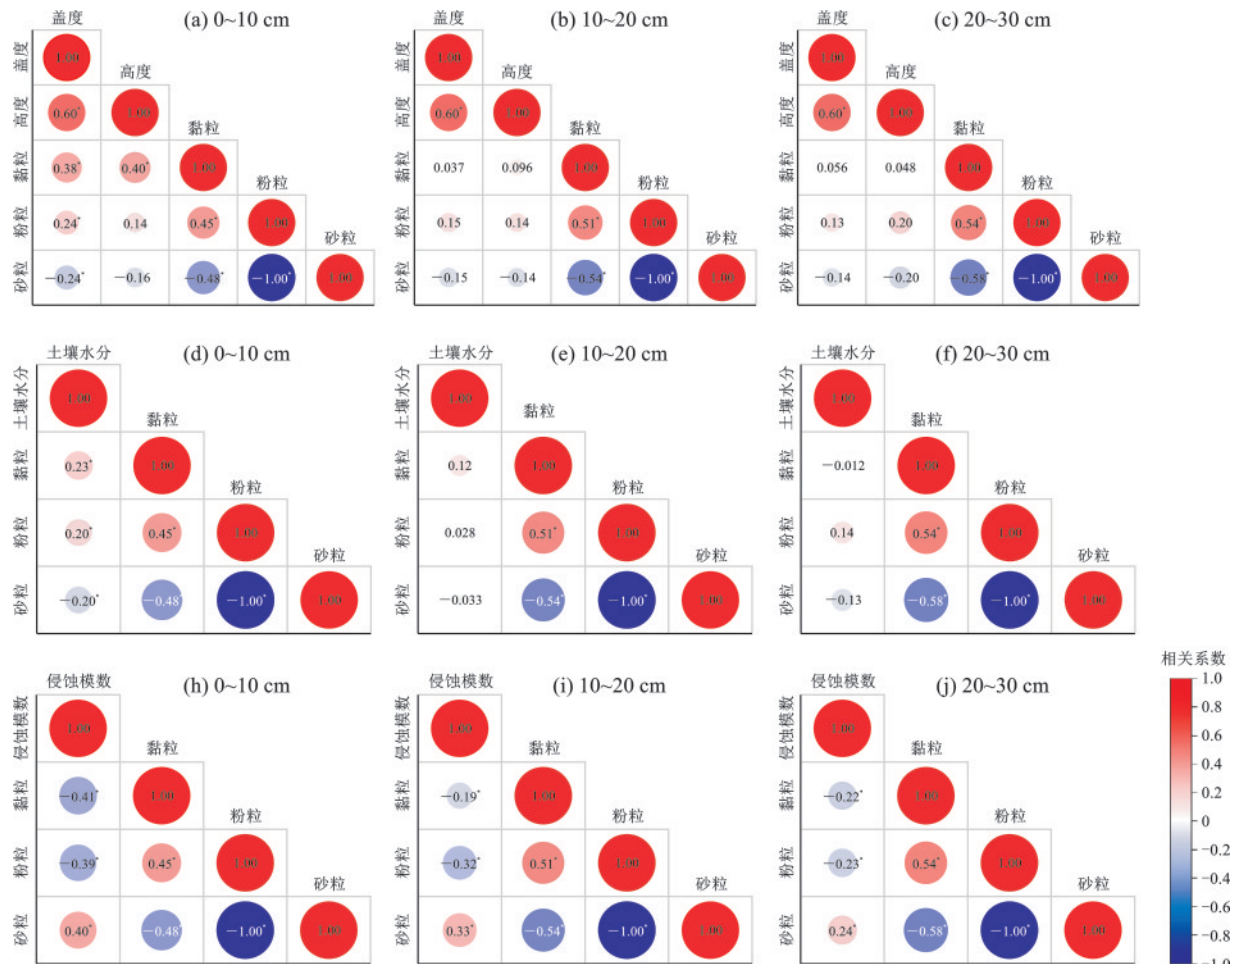 盖度 (a) 0~10 cm
盖度 1.00 高度
高度 0.60* 1.00 黏粒
黏粒 0.38* 0.40* 1.00 粉粒
粉粒 0.24* 0.14 0.45* 1.00 砂粒
砂粒 −0.24* −0.16 −0.48* −1.00* 1.00
盖度 (b) 10~20 cm
盖度 1.00 高度
高度 0.60* 1.00 黏粒
黏粒 0.037 0.096 1.00 粉粒
粉粒 0.15 0.14 0.51* 1.00 砂粒
砂粒 −0.15 −0.14 −0.54* −1.00* 1.00
盖度 (c) 20~30 cm
盖度 1.00 高度
高度 0.60* 1.00 黏粒
黏粒 0.056 0.048 1.00 粉粒
粉粒 0.13 0.20 0.54* 1.00 砂粒
砂粒 −0.14 −0.20 −0.58* −1.00* 1.00
土壤水分 (d) 0~10 cm
土壤水分 1.00 黏粒
黏粒 0.23* 1.00 粉粒
粉粒 0.20* 0.45* 1.00 砂粒
砂粒 −0.20* −0.48* −1.00* 1.00
土壤水分 (e) 10~20 cm
土壤水分 1.00 黏粒
黏粒 0.12 1.00 粉粒
粉粒 0.028 0.51* 1.00 砂粒
砂粒 −0.033 −0.54* −1.00* 1.00
土壤水分 (f) 20~30 cm
土壤水分 1.00 黏粒
黏粒 −0.012 1.00 粉粒
粉粒 0.14 0.54* 1.00 砂粒
砂粒 −0.13 −0.58* −1.00* 1.00
侵蚀模数 (h) 0~10 cm
侵蚀模数 1.00 黏粒
黏粒 −0.41* 1.00 粉粒
粉粒 −0.39* 0.45* 1.00 砂粒
砂粒 0.40* −0.48* −1.00* 1.00
侵蚀模数 (i) 10~20 cm
侵蚀模数 1.00 黏粒
黏粒 −0.19* 1.00 粉粒
粉粒 −0.32* 0.51* 1.00 砂粒
砂粒 0.33* −0.54* −1.00* 1.00
侵蚀模数 (j) 20~30 cm
侵蚀模数 1.00 黏粒
黏粒 −0.22* 1.00 粉粒
粉粒 −0.23* 0.54* 1.00 砂粒
砂粒 0.24* −0.58* −1.00* 1.00
相关系数
1.0
0.8
0.6
0.4
0.2
0
−0.2
−0.4
−0.6
−0.8
−1.0